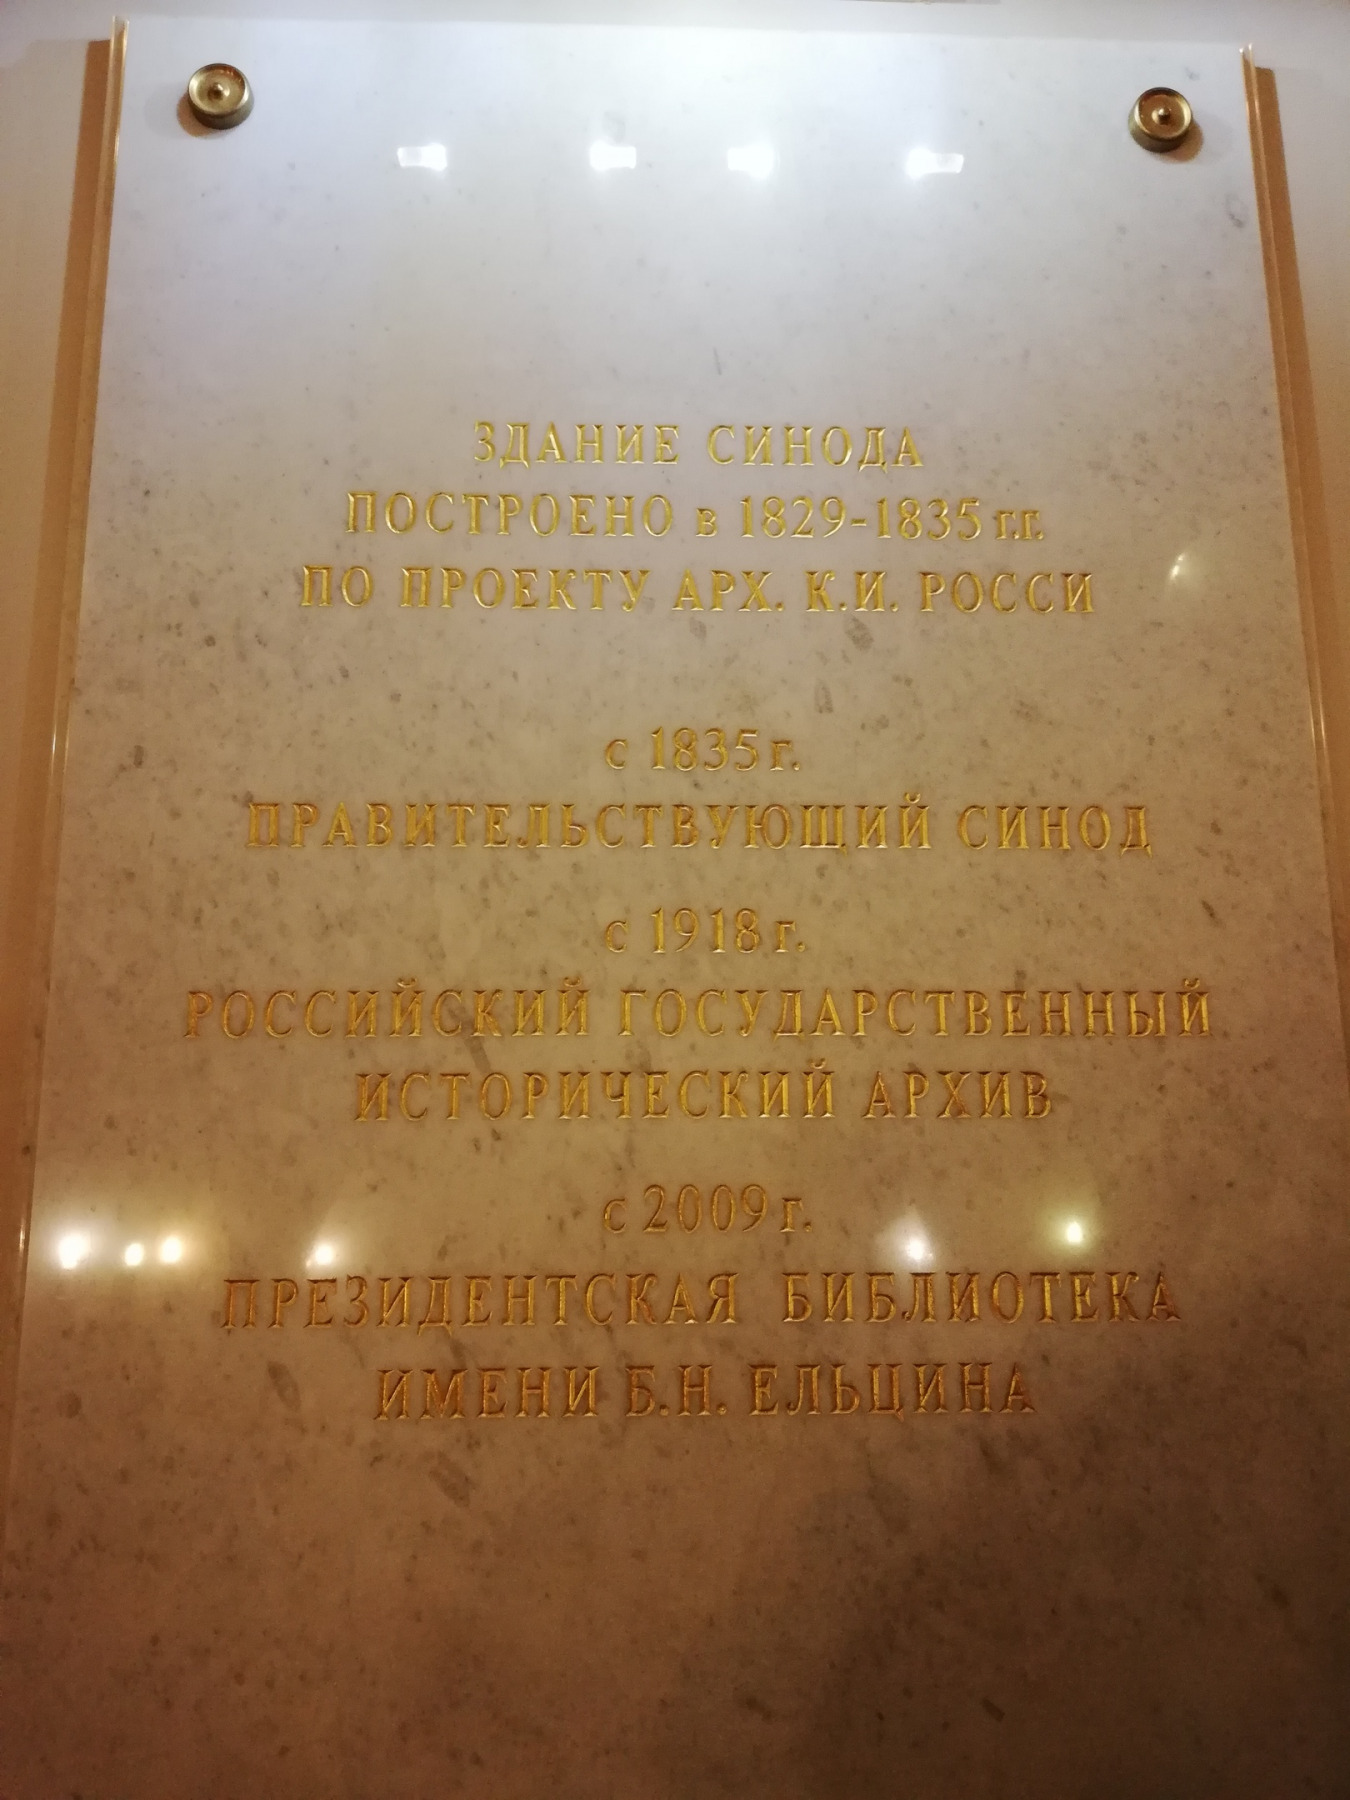 ЗДАНИЕ СИНОДА
ПОСТРОЕНО в 1829-1835 г.г.
ПО ПРОЕКТУ АРХ. К.И. РОССИ
с 1835 г.
ПРАВИТЕЛЬСТВУЮЩИЙ СИНОД
с 1918 г.
РОССИЙСКИЙ ГОСУДАРСТВЕННЫЙ
ИСТОРИЧЕСКИЙ АРХИВ
с 2009 г.
ПРЕЗИДЕНТСКАЯ БИБЛИОТЕКА
ИМЕНИ Б.Н. ЕЛЬЦИНА